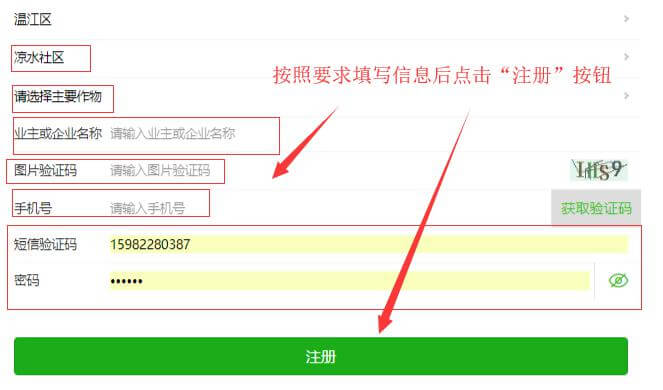 温江区
凉水社区
按照要求填写信息后点击“注册”按钮
请选择主要作物
业主或企业名称 请输入业主或企业名称
图片验证码 请输入图片验证码 IHS9
手机号 请输入手机号 获取验证码
短信验证码 15982280387
密码 ••••••
注册